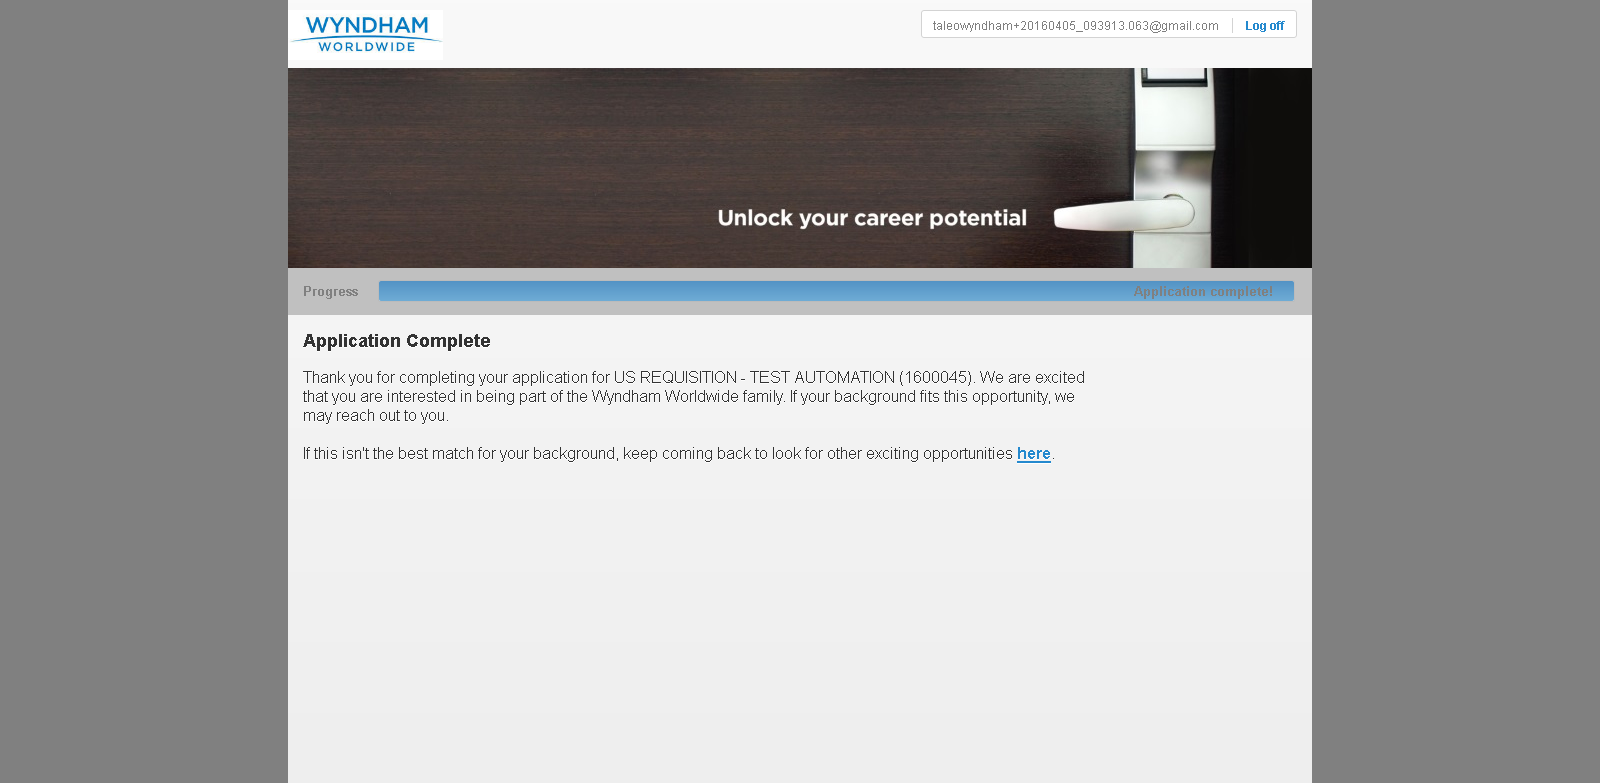 WYNDHAM
WORLDWIDE
taleowyndham+20160405_093913.063@gmail.com Log off
Unlock your career potential
Progress Application complete!
Application Complete
Thank you for completing your application for US REQUISITION - TEST AUTOMATION (1600045). We are excited
that you are interested in being part of the Wyndham Worldwide family. If your background fits this opportunity, we
may reach out to you.
If this isn't the best match for your background, keep coming back to look for other exciting opportunities here.